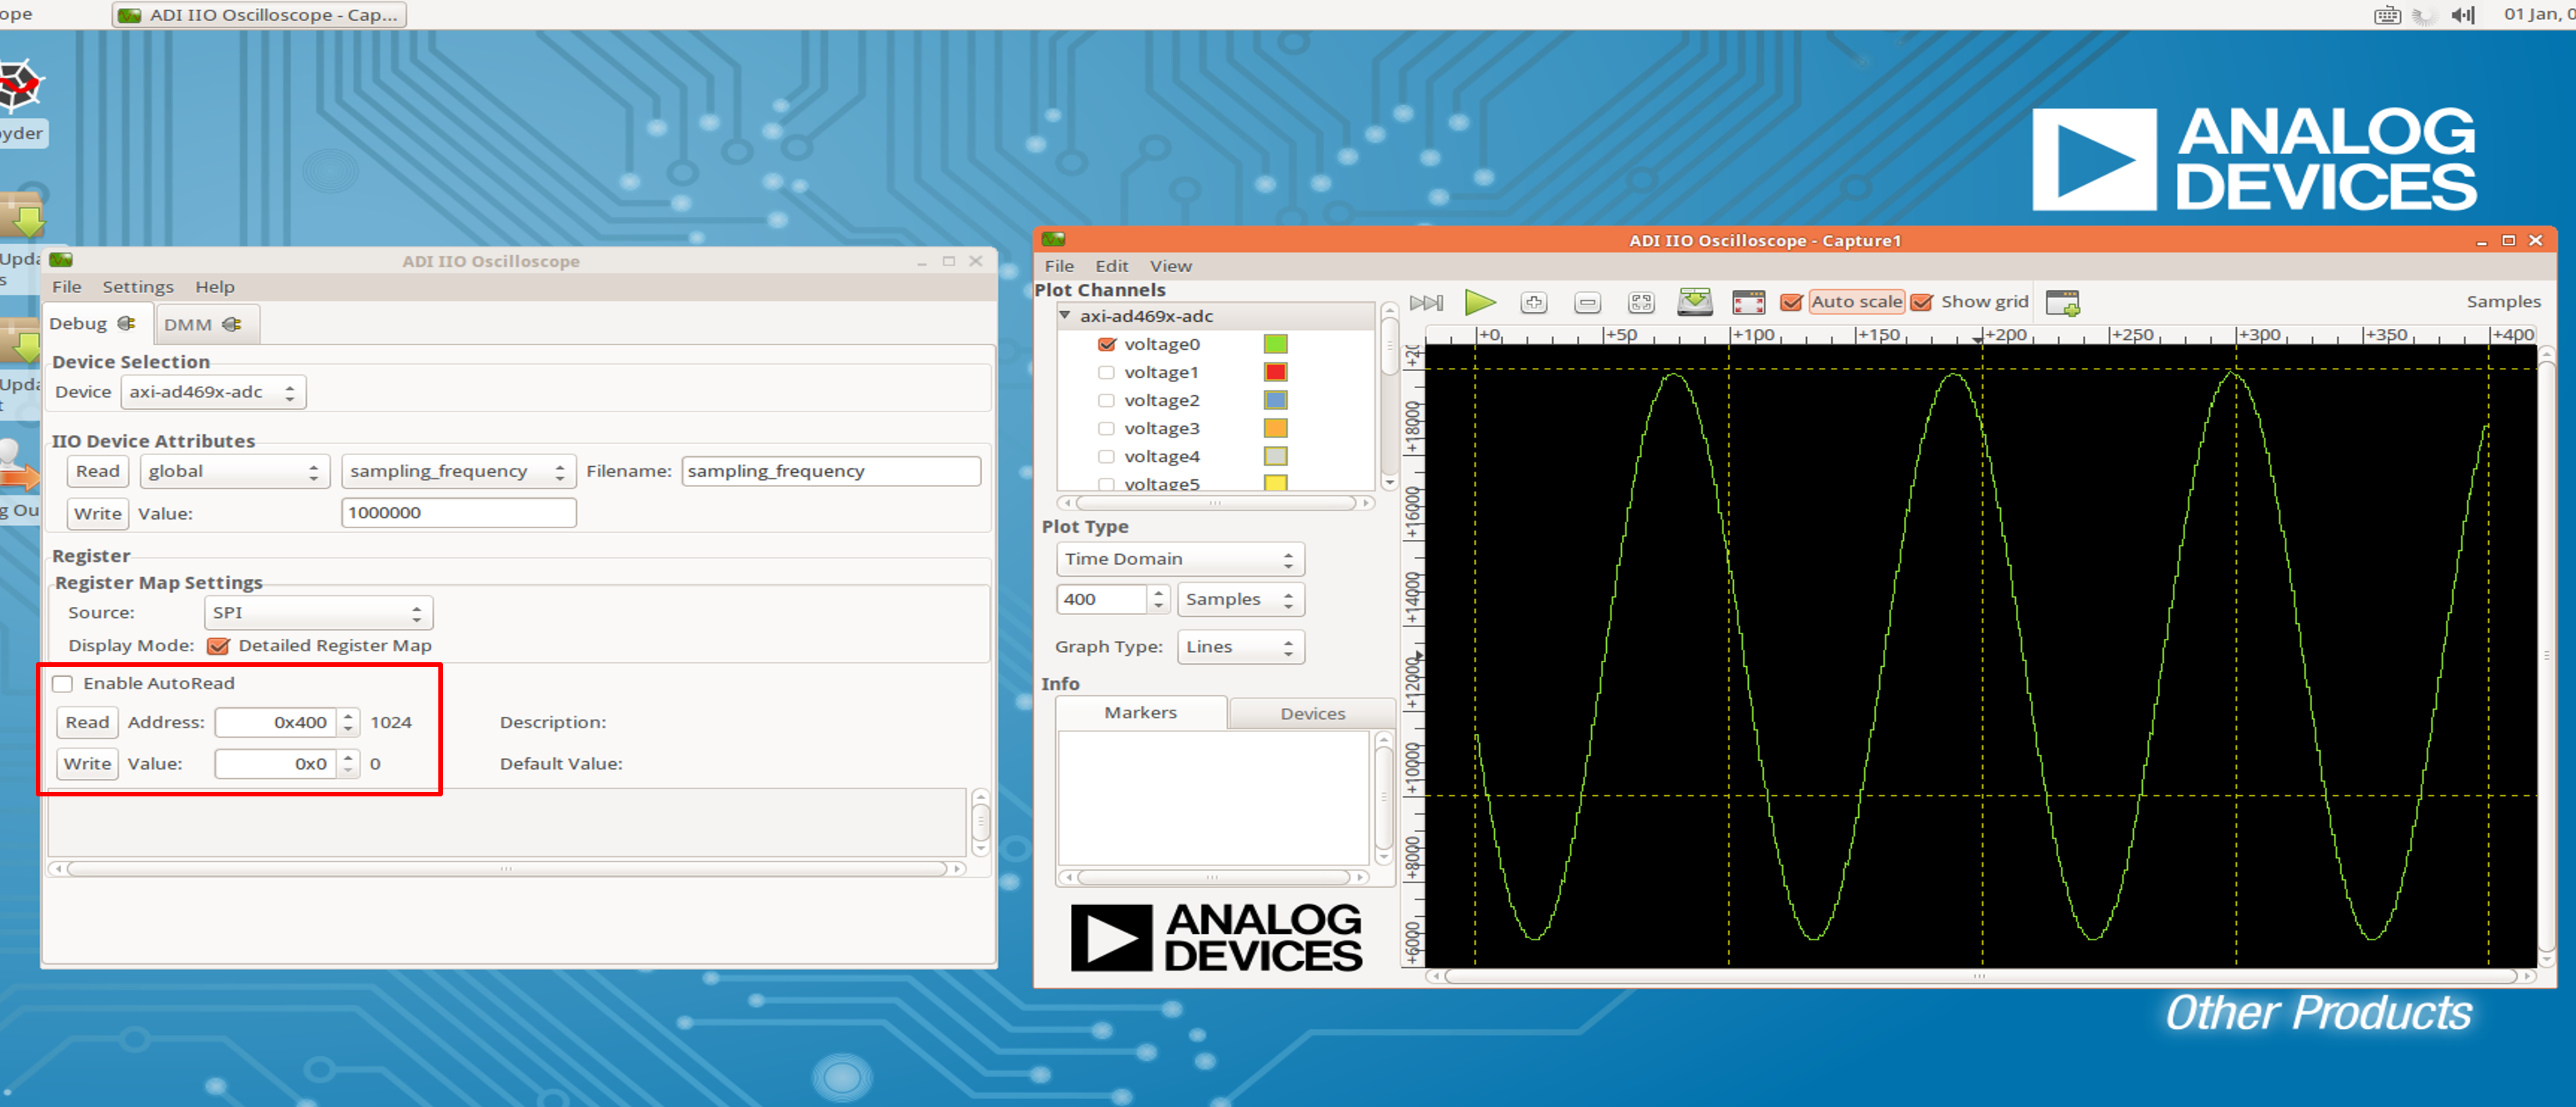 ope
ADI IIO Oscilloscope - Cap...
01 Jan, 0
yder
Upda
s
Upda
t
g Ou
ANALOG
DEVICES
ADI IIO Oscilloscope
File Settings Help
Debug DMM
Device Selection
Device axi-ad469x-adc
IIO Device Attributes
Read global sampling_frequency Filename: sampling_frequency
Write Value: 1000000
Register
Register Map Settings
Source: SPI
Display Mode: Detailed Register Map
Enable AutoRead
Read Address: 0x400 1024 Description:
Write Value: 0x0 0 Default Value:
ADI IIO Oscilloscope - Capture1
File Edit View
Plot Channels
axi-ad469x-adc
voltage0
voltage1
voltage2
voltage3
voltage4
voltage5
Plot Type
Time Domain
400 Samples
Graph Type: Lines
Info
Markers Devices
ANALOG
DEVICES
Auto scale Show grid Samples
+0 +50 +100 +150 +200 +250 +300 +350 +400
+20
+18000
+16000
+14000
+12000
+10000
+8000
+6000
Other Products